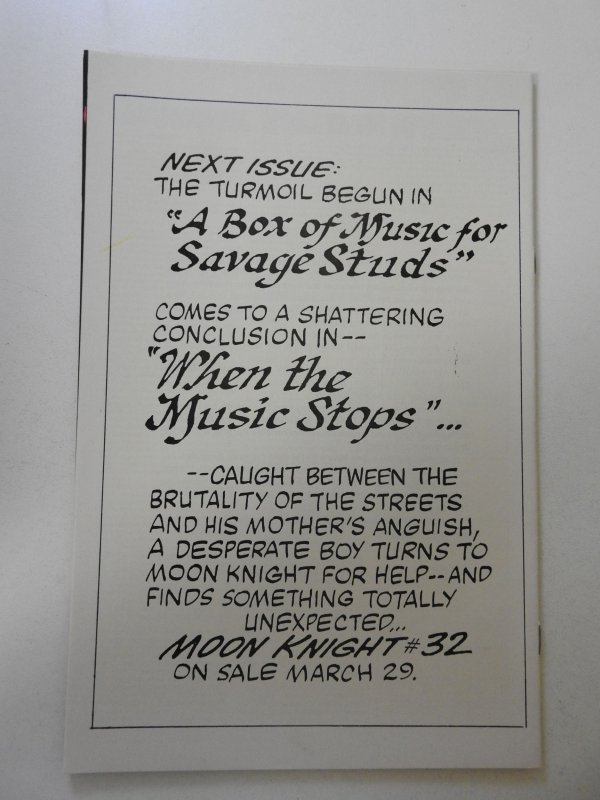 NEXT ISSUE:
THE TURMOIL BEGUN IN
"A Box of Music for
Savage Studs"
COMES TO A SHATTERING
CONCLUSION IN--
"When the
Music Stops"...
--CAUGHT BETWEEN THE
BRUTALITY OF THE STREETS
AND HIS MOTHER'S ANGUISH,
A DESPERATE BOY TURNS TO
MOON KNIGHT FOR HELP--AND
FINDS SOMETHING TOTALLY
UNEXPECTED...
MOON KNIGHT #32
ON SALE MARCH 29.